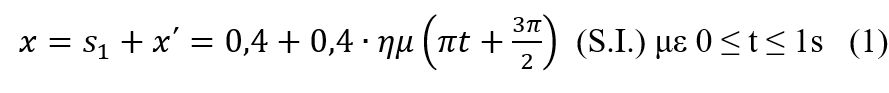 x = s₁ + x′ = 0,4 + 0,4 · ημ (πt + 3π/2) (S.I.) με 0 ≤ t ≤ 1s (1)